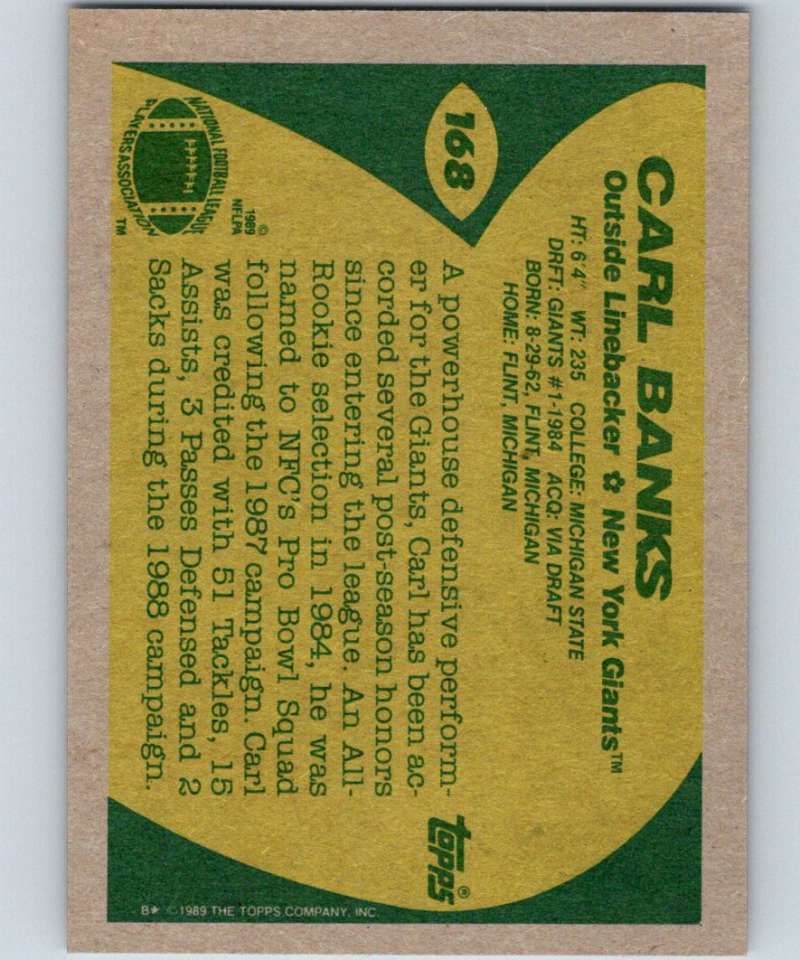 168
CARL BANKS
Outside Linebacker ✿ New York Giants™
HT: 6'4" WT: 235 COLLEGE: MICHIGAN STATE
DRFT: GIANTS #1-1984 ACQ: VIA DRAFT
BORN: 8-29-62, FLINT, MICHIGAN
HOME: FLINT, MICHIGAN
A powerhouse defensive perform-
er for the Giants, Carl has been ac-
corded several post-season honors
since entering the league. An All-
Rookie selection in 1984, he was
named to NFC's Pro Bowl Squad
following the 1987 campaign. Carl
was credited with 51 Tackles, 15
Assists, 3 Passes Defensed and 2
Sacks during the 1988 campaign.
NATIONAL FOOTBALL LEAGUE
PLAYERS ASSOCIATION
™
©
1989
NFLPA
topps®
B★ ©1989 THE TOPPS COMPANY, INC.